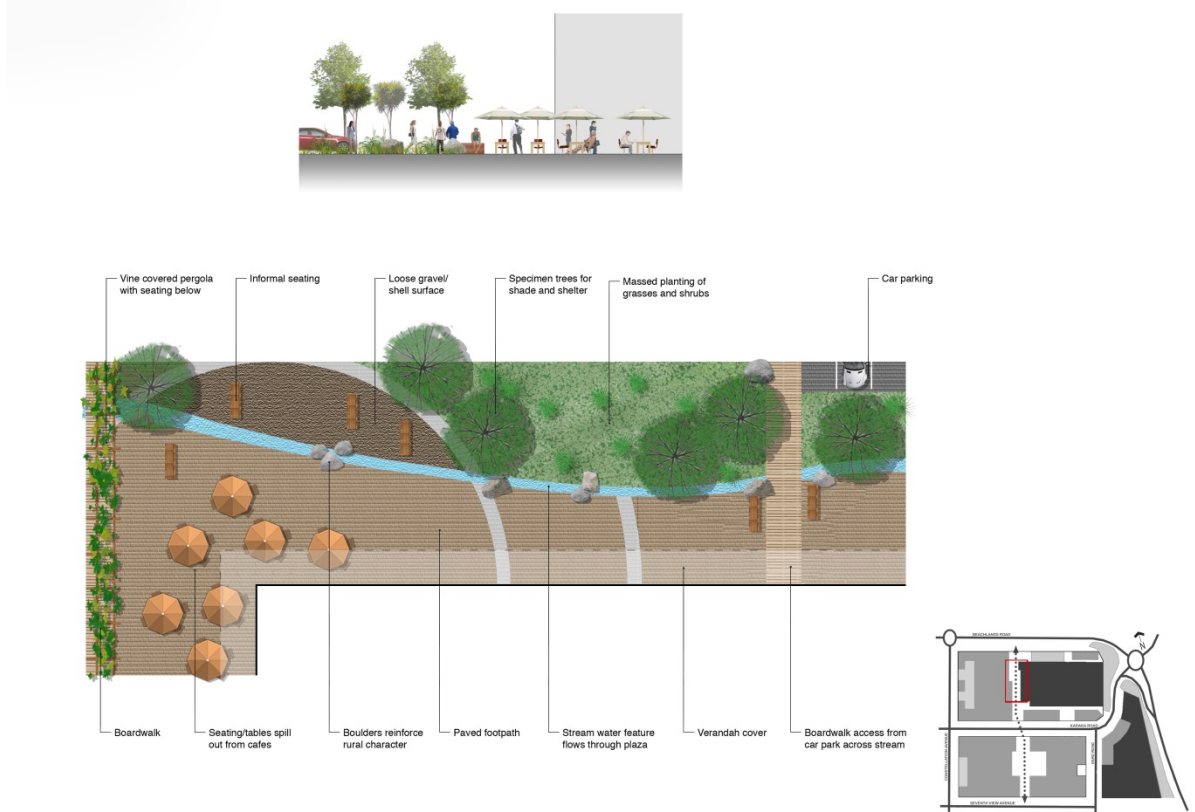 Vine covered pergola
with seating below
Informal seating
Loose gravel/
shell surface
Specimen trees for
shade and shelter
Massed planting of
grasses and shrubs
Car parking
Boardwalk
Seating/tables spill
out from cafes
Boulders reinforce
rural character
Paved footpath
Stream water feature
flows through plaza
Verandah cover
Boardwalk access from
car park across stream
BEACHLANDS ROAD
N
KARAKA ROAD
CONSTELLATION AVENUE
SEVENTH VIEW AVENUE